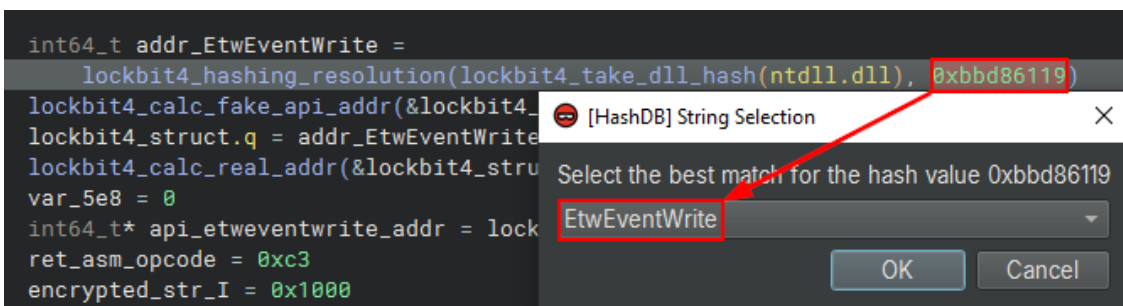 int64_t addr_EtwEventWrite =
lockbit4_hashing_resolution(lockbit4_take_dll_hash(ntdll.dll), 0xbbd86119)
lockbit4_calc_fake_api_addr(&lockbit4_
lockbit4_struct.q = addr_EtwEventWrite
lockbit4_calc_real_addr(&lockbit4_stru
var_5e8 = 0
int64_t* api_etweventwrite_addr = lock
ret_asm_opcode = 0xc3
encrypted_str_I = 0x1000
[HashDB] String Selection
Select the best match for the hash value 0xbbd86119
EtwEventWrite
OK Cancel